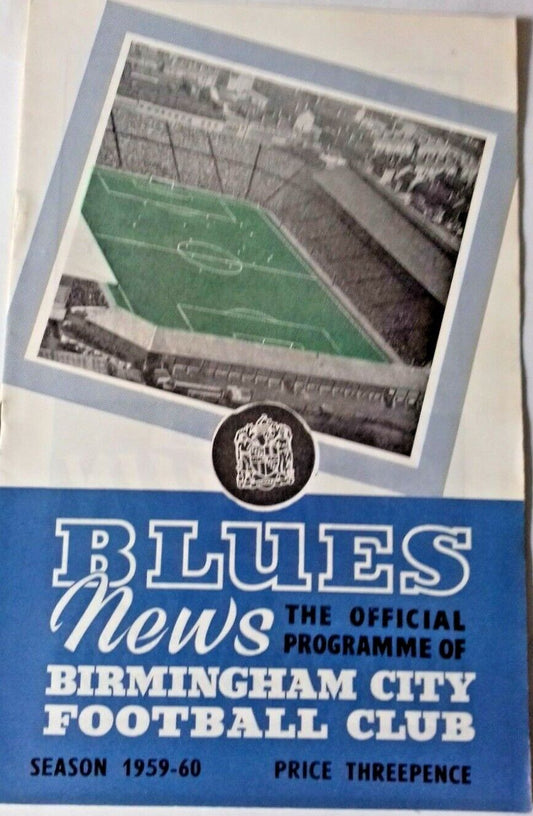 BLUES
News
THE OFFICIAL
PROGRAMME OF
BIRMINGHAM CITY
FOOTBALL CLUB
SEASON 1959-60 PRICE THREEPENCE